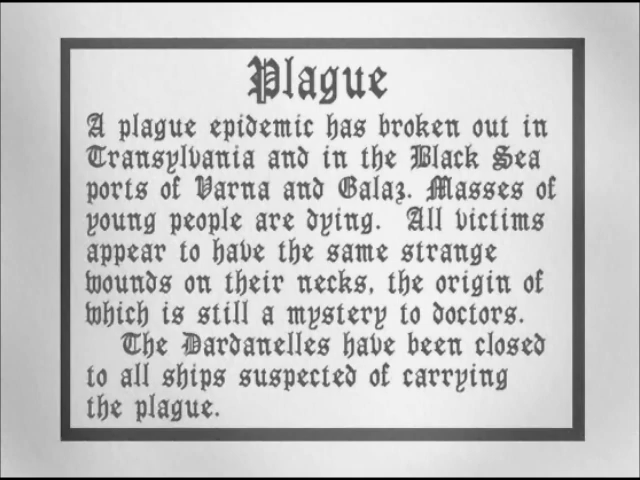 Plague
A plague epidemic has broken out in
Transylvania and in the Black Sea
ports of Varna and Galaz. Masses of
young people are dying. All victims
appear to have the same strange
wounds on their necks, the origin of
which is still a mystery to doctors.
The Dardanelles have been closed
to all ships suspected of carrying
the plague.